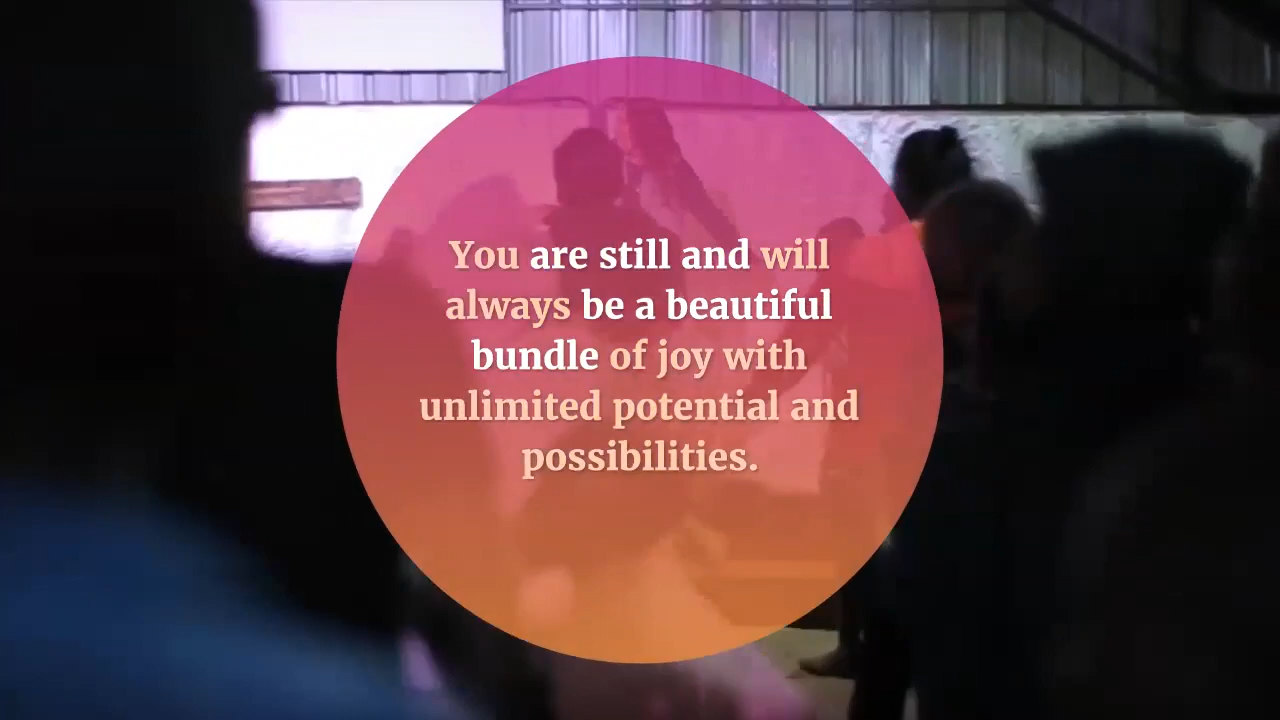 You are still and will
always be a beautiful
bundle of joy with
unlimited potential and
possibilities.